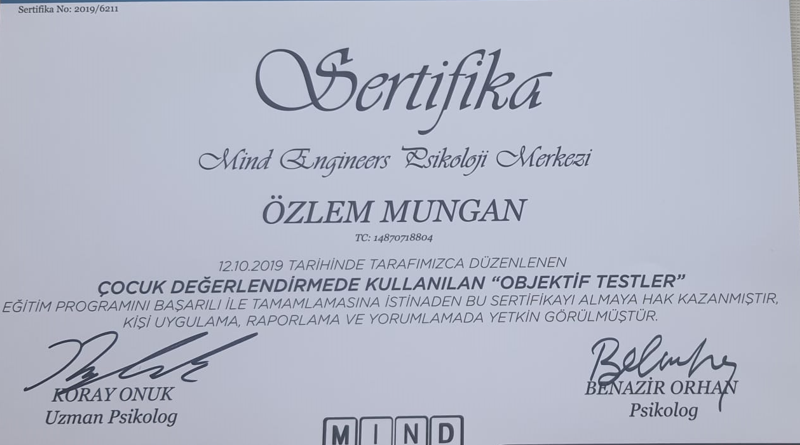 Sertifika No: 2019/6211
Sertifika
Mind Engineers Psikoloji Merkezi
ÖZLEM MUNGAN
TC: 14870718804
12.10.2019 TARİHİNDE TARAFIMIZCA DÜZENLENEN
ÇOCUK DEĞERLENDİRMEDE KULLANILAN “OBJEKTİF TESTLER”
EĞİTİM PROGRAMINI BAŞARILI İLE TAMAMLAMASINA İSTİNADEN BU SERTİFİKAYI ALMAYA HAK KAZANMIŞTIR,
KİŞİ UYGULAMA, RAPORLAMA VE YORUMLAMADA YETKİN GÖRÜLMÜŞTÜR.
KORAY ONUK
Uzman Psikolog
BENAZİR ORHAN
Psikolog
MIND